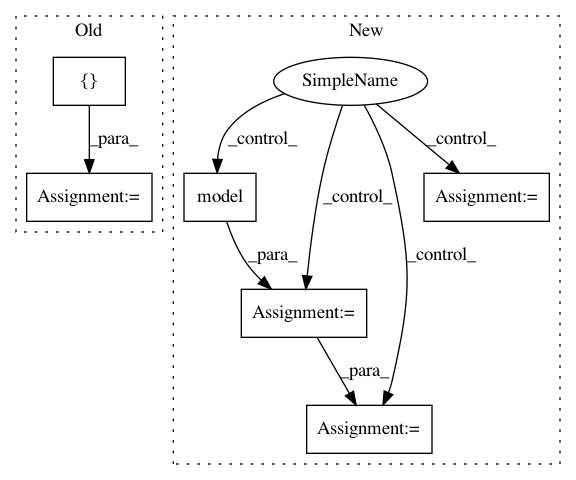 Old
New
{}
SimpleName
_para_
_control_
_control_
Assignment:=
model
_control_
Assignment:=
_para_
_control_
Assignment:=
_para_
Assignment:=